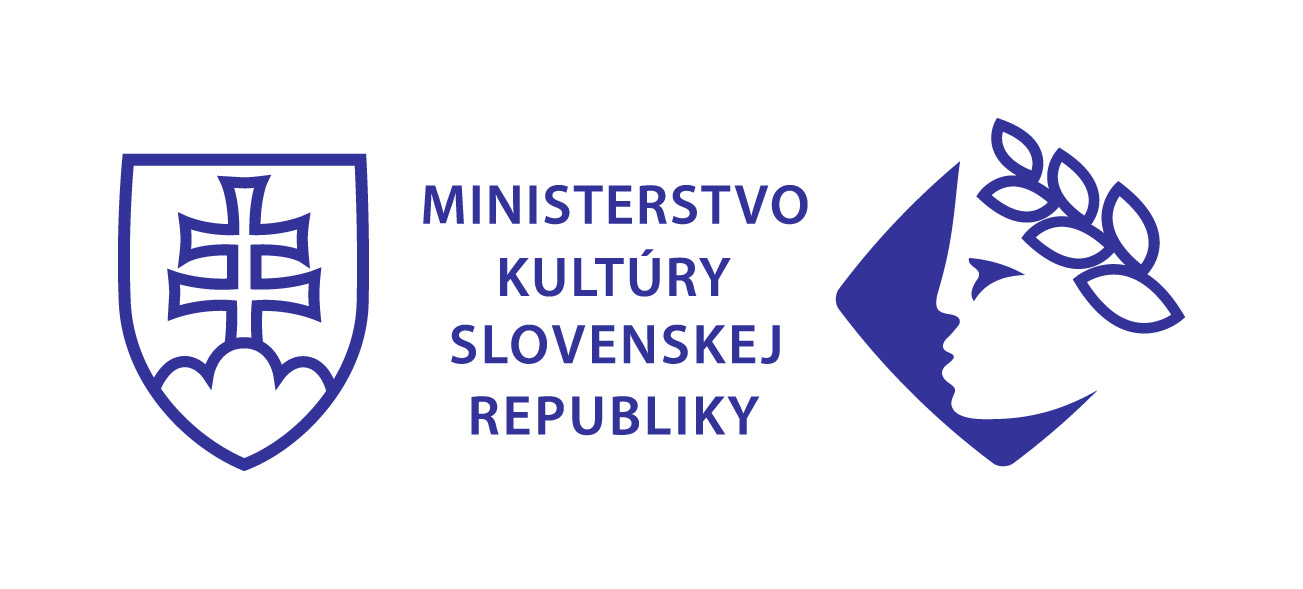 MINISTERSTVO
KULTÚRY
SLOVENSKEJ
REPUBLIKY